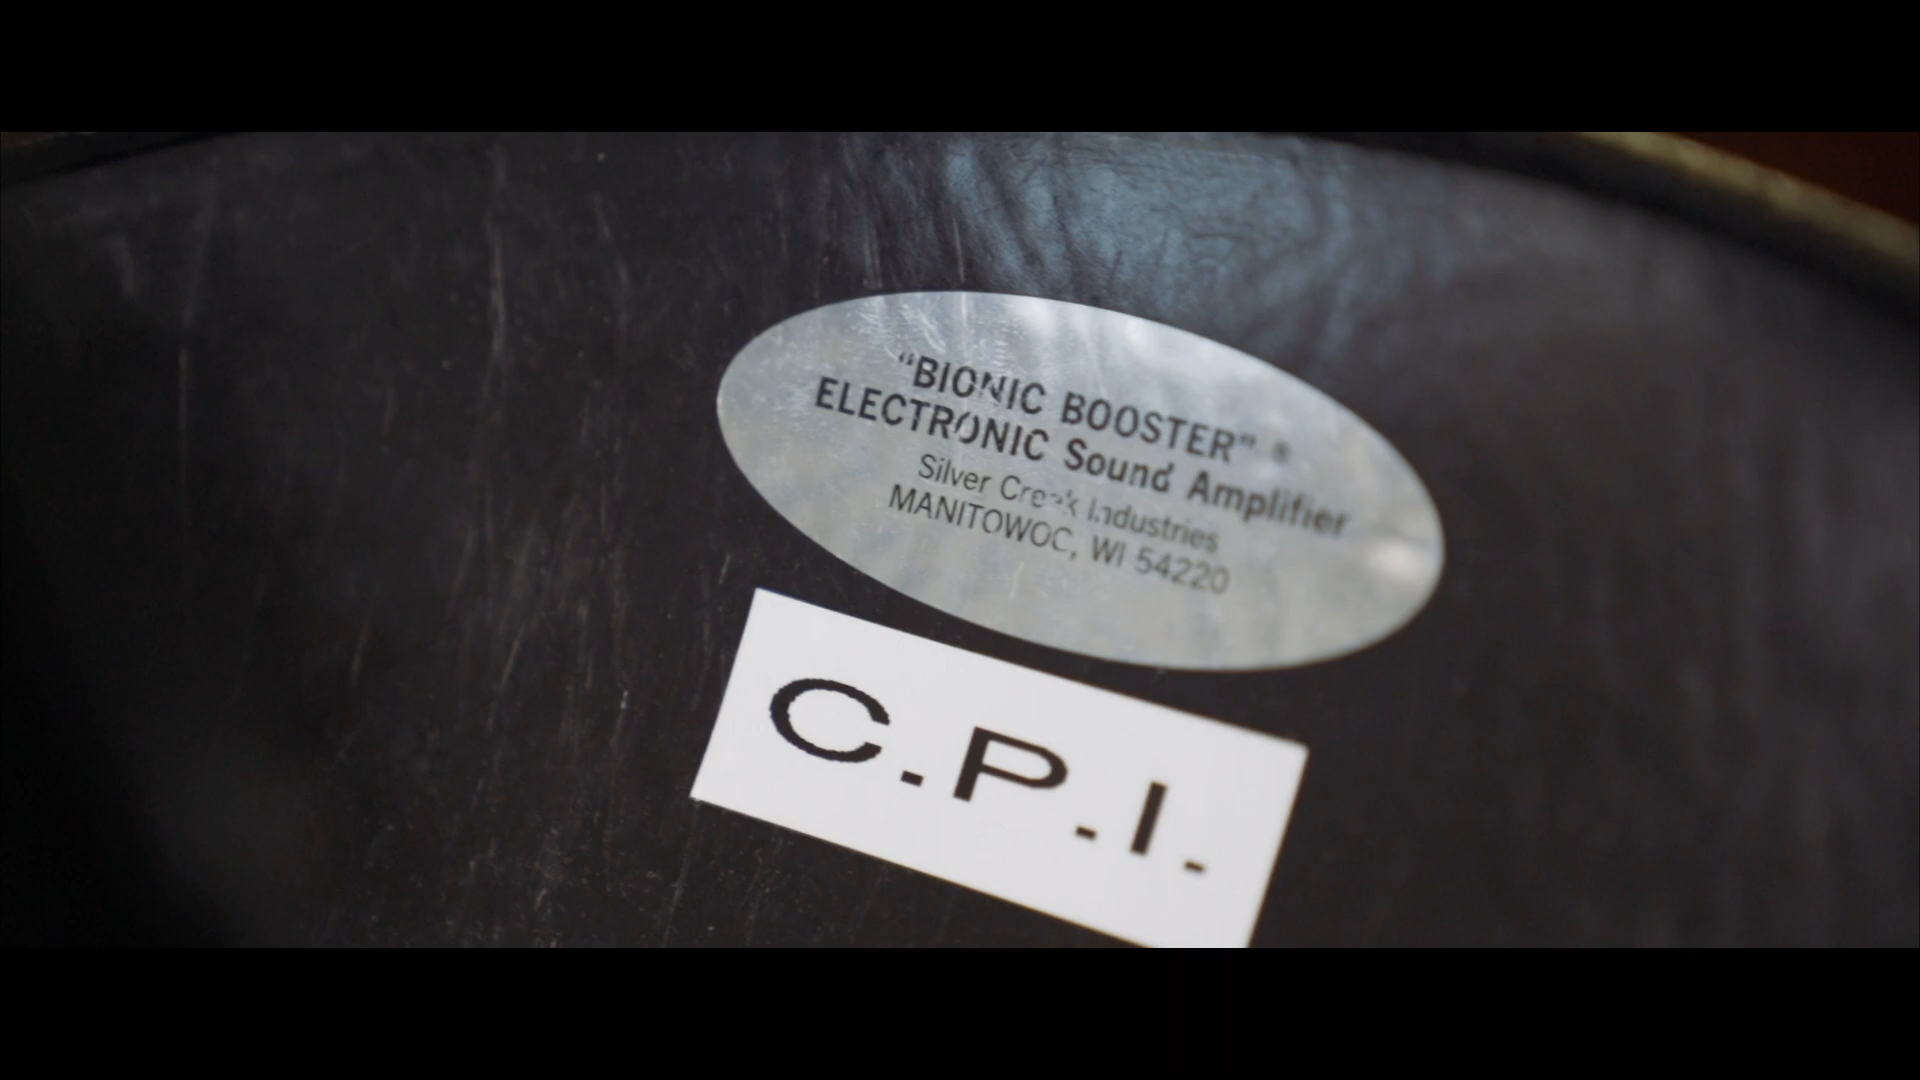 “BIONIC BOOSTER” ®
ELECTRONIC Sound Amplifier
Silver Creek Industries
MANITOWOC, WI 54220
C.P.I.